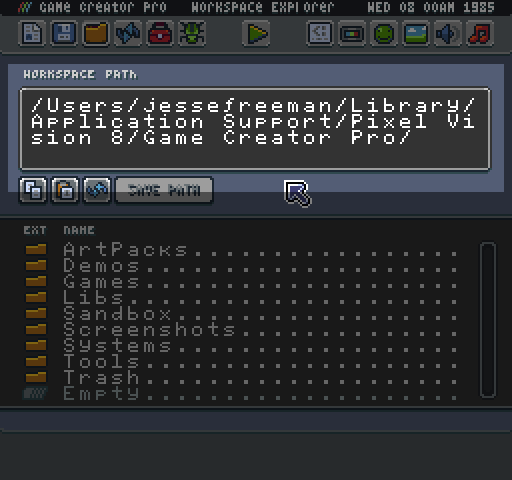 Game Creator Pro Workspace Explorer WED 08 00AM 1985
Workspace Path
/Users/jessefreeman/Library/
Application Support/Pixel Vi
sion 8/Game Creator Pro/
SAVE PATH
EXT NAME
ArtPacks
Demos
Games
Libs
Sandbox
Screenshots
Systems
Tools
Trash
Empty